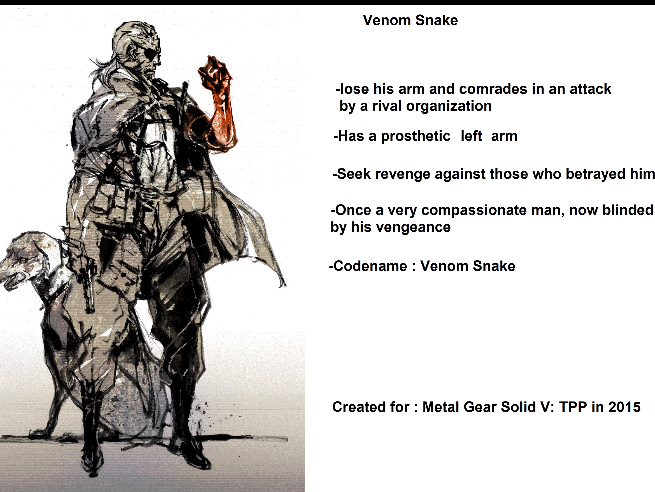 Venom Snake
-lose his arm and comrades in an attack
by a rival organization
-Has a prosthetic left arm
-Seek revenge against those who betrayed him
-Once a very compassionate man, now blinded
by his vengeance
-Codename : Venom Snake
Created for : Metal Gear Solid V: TPP in 2015